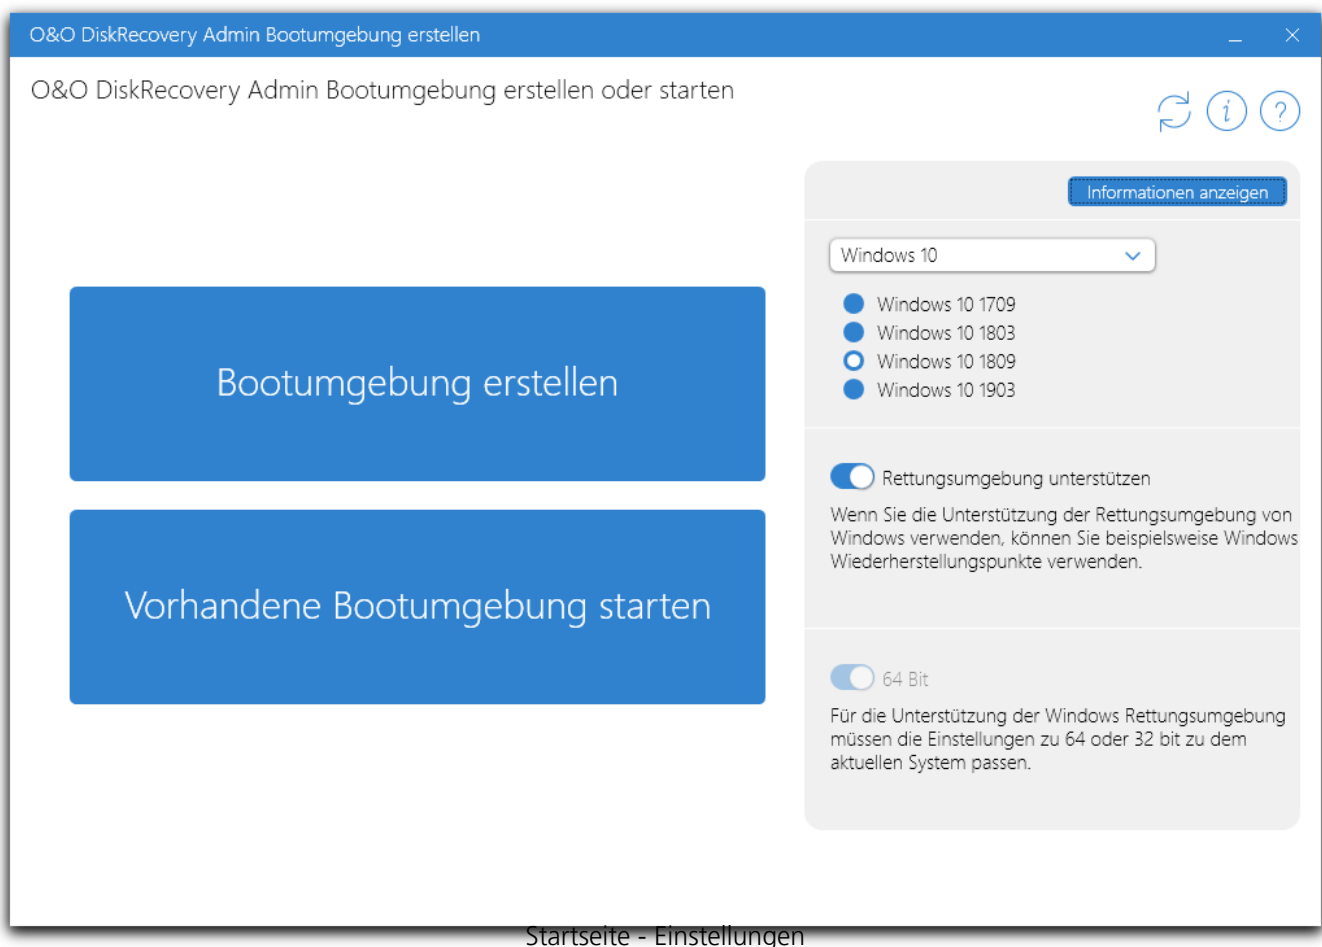 O&O DiskRecovery Admin Bootumgebung erstellen
O&O DiskRecovery Admin Bootumgebung erstellen oder starten
Informationen anzeigen
Windows 10
Windows 10 1709
Windows 10 1803
Windows 10 1809
Windows 10 1903
Bootumgebung erstellen
Rettungsumgebung unterstützen
Wenn Sie die Unterstützung der Rettungsumgebung von
Windows verwenden, können Sie beispielsweise Windows
Wiederherstellungspunkte verwenden.
Vorhandene Bootumgebung starten
64 Bit
Für die Unterstützung der Windows Rettungsumgebung
müssen die Einstellungen zu 64 oder 32 bit zu dem
aktuellen System passen.
Startseite - Einstellungen